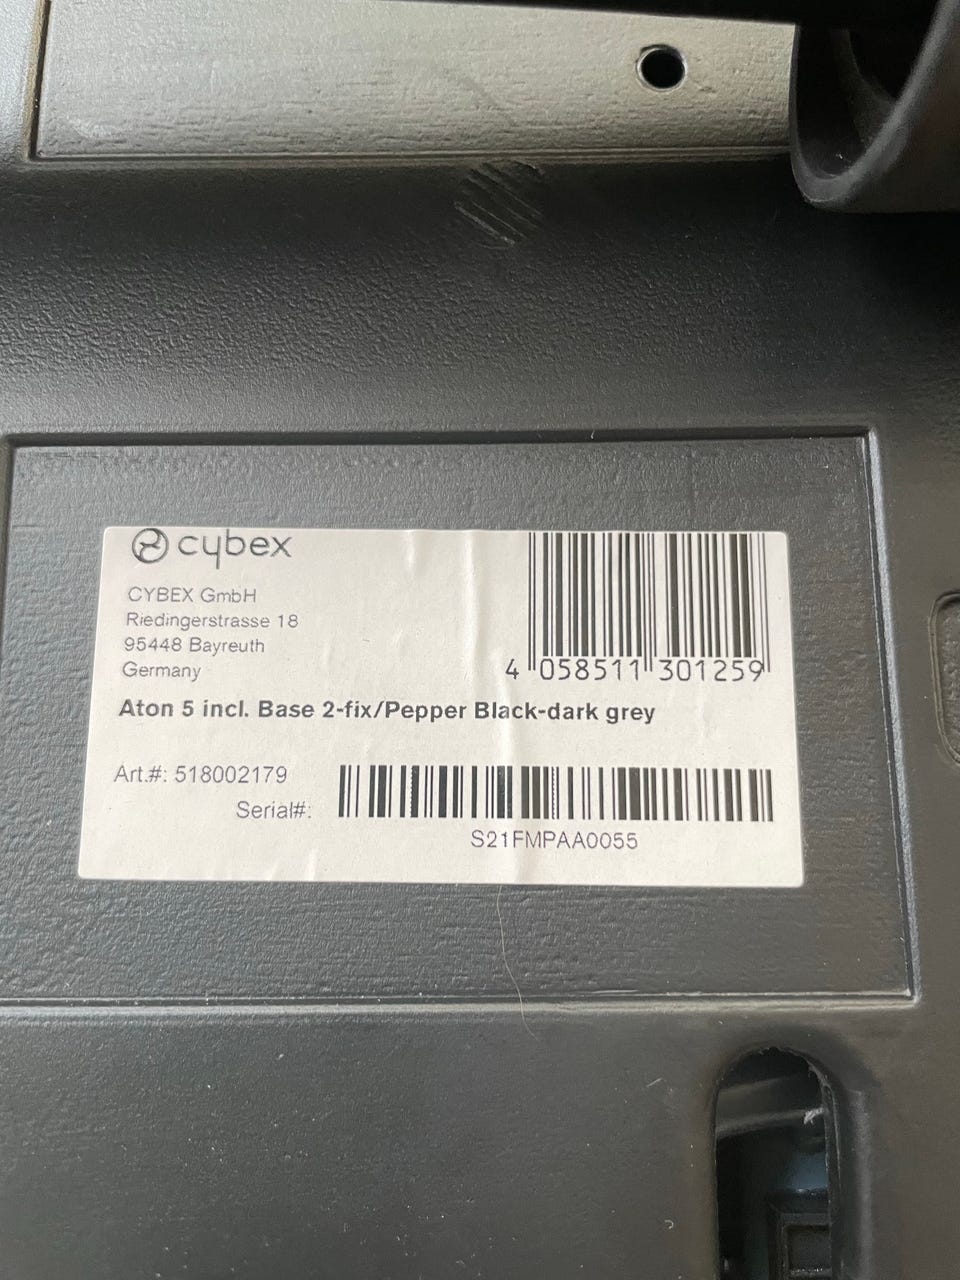 cybex
CYBEX GmbH
Riedingerstrasse 18
95448 Bayreuth
Germany
4 058511 301259
Aton 5 incl. Base 2-fix/Pepper Black-dark grey
Art.#: 518002179
Serial#:
S21FMPAA0055